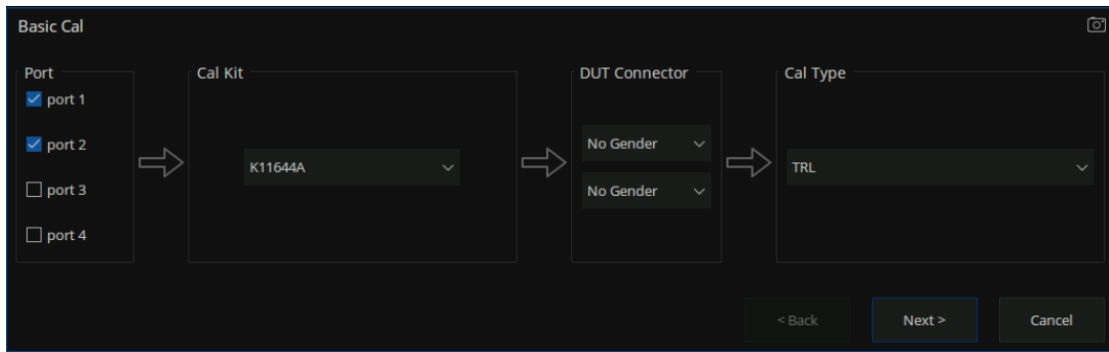 Basic Cal
Port
port 1
port 2
port 3
port 4
Cal Kit
K11644A
DUT Connector
No Gender
No Gender
Cal Type
TRL
< Back
Next >
Cancel